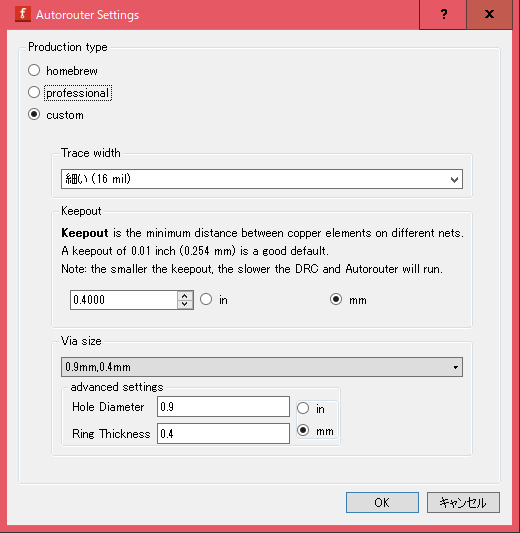 f Autorouter Settings ? x
Production type
homebrew
professional
custom
Trace width
細い (16 mil)
Keepout
Keepout is the minimum distance between copper elements on different nets.
A keepout of 0.01 inch (0.254 mm) is a good default.
Note: the smaller the keepout, the slower the DRC and Autorouter will run.
0.4000 in mm
Via size
0.9mm,0.4mm
advanced settings
Hole Diameter 0.9 in
Ring Thickness 0.4 mm
OK キャンセル